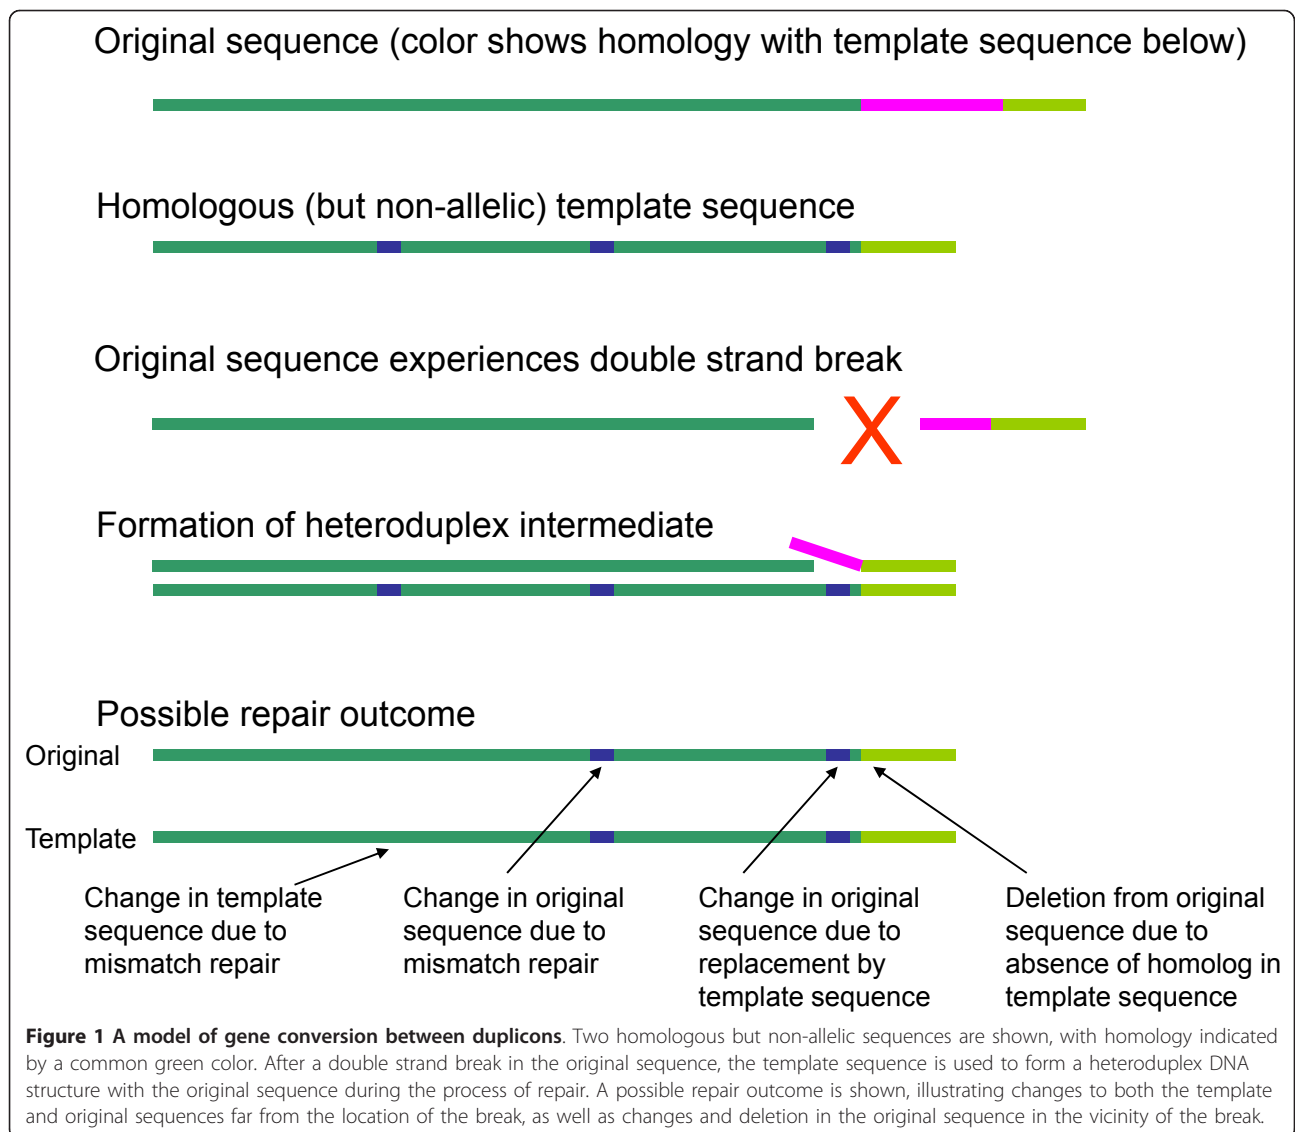 Original sequence (color shows homology with template sequence below)
Homologous (but non-allelic) template sequence
Original sequence experiences double strand break
X
Formation of heteroduplex intermediate
Possible repair outcome
Original
Template
Change in template
sequence due to
mismatch repair
Change in original
sequence due to
mismatch repair
Change in original
sequence due to
replacement by
template sequence
Deletion from original
sequence due to
absence of homolog in
template sequence
Figure 1 A model of gene conversion between duplicons. Two homologous but non-allelic sequences are shown, with homology indicated
by a common green color. After a double strand break in the original sequence, the template sequence is used to form a heteroduplex DNA
structure with the original sequence during the process of repair. A possible repair outcome is shown, illustrating changes to both the template
and original sequences far from the location of the break, as well as changes and deletion in the original sequence in the vicinity of the break.